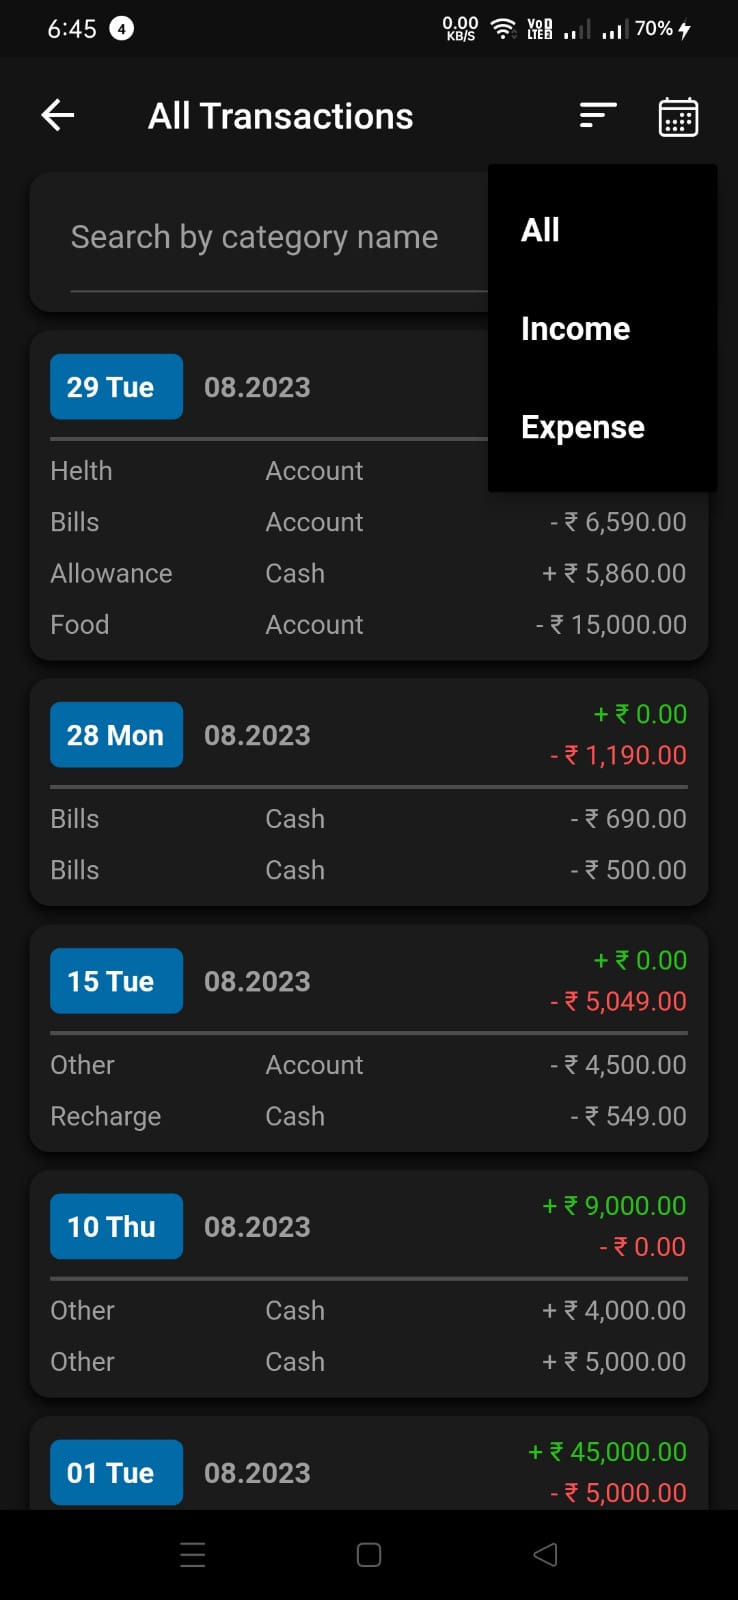 6:45 4 0.00 KB/S VoD LTE2 70%
All Transactions
Search by category name
All
Income
Expense
29 Tue 08.2023
Helth Account
Bills Account - ₹ 6,590.00
Allowance Cash + ₹ 5,860.00
Food Account - ₹ 15,000.00
28 Mon 08.2023 + ₹ 0.00
- ₹ 1,190.00
Bills Cash - ₹ 690.00
Bills Cash - ₹ 500.00
15 Tue 08.2023 + ₹ 0.00
- ₹ 5,049.00
Other Account - ₹ 4,500.00
Recharge Cash - ₹ 549.00
10 Thu 08.2023 + ₹ 9,000.00
- ₹ 0.00
Other Cash + ₹ 4,000.00
Other Cash + ₹ 5,000.00
01 Tue 08.2023 + ₹ 45,000.00
- ₹ 5,000.00